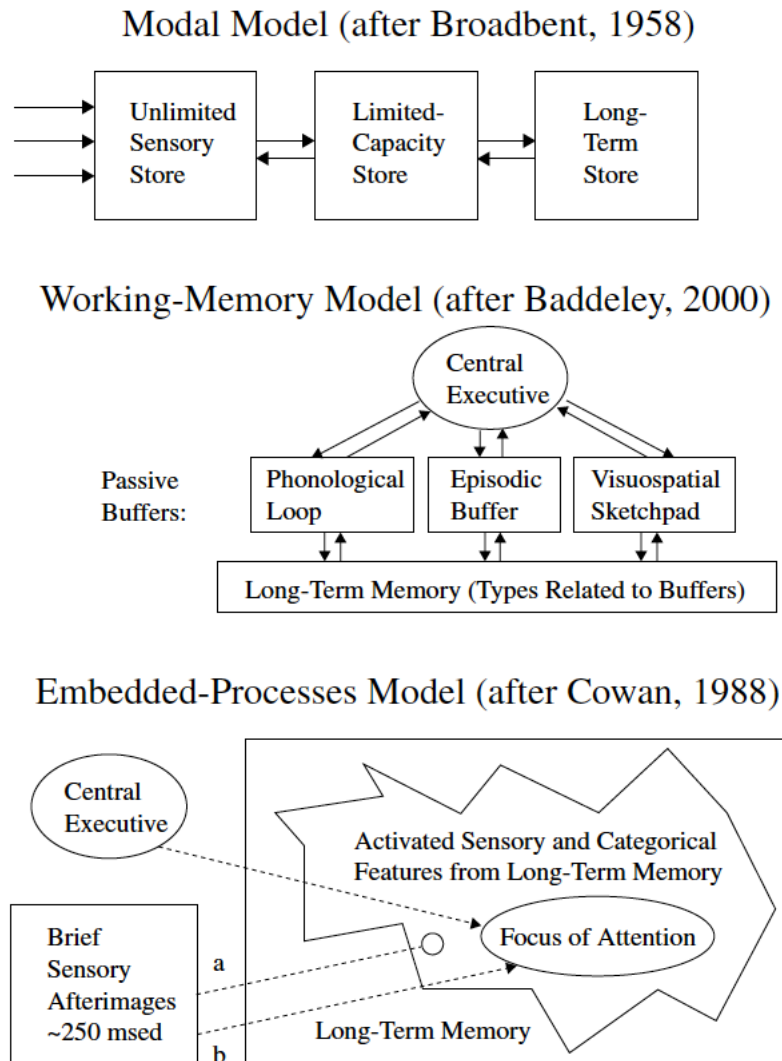 Modal Model (after Broadbent, 1958)
Unlimited
Sensory
Store
Limited-
Capacity
Store
Long-
Term
Store
Working-Memory Model (after Baddeley, 2000)
Central
Executive
Passive
Buffers:
Phonological
Loop
Episodic
Buffer
Visuospatial
Sketchpad
Long-Term Memory (Types Related to Buffers)
Embedded-Processes Model (after Cowan, 1988)
Central
Executive
Activated Sensory and Categorical
Features from Long-Term Memory
Focus of Attention
Brief
Sensory
Afterimages
~250 msed
a
b
Long-Term Memory